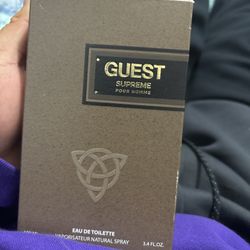 GUEST
SUPREME
POUR HOMME
EAU DE TOILETTE
VAPORISATEUR NATURAL SPRAY 3.4 FL.OZ.